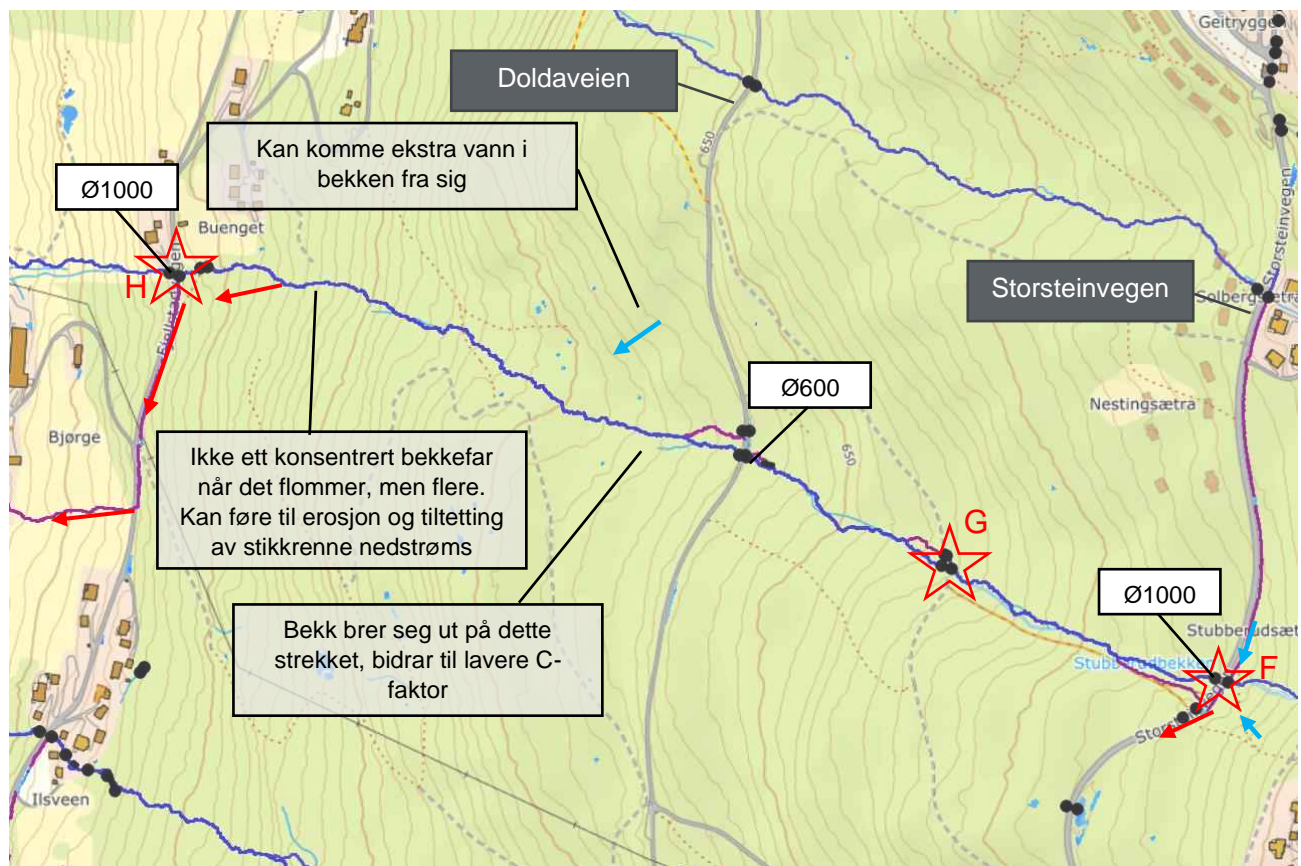 Geitryggen
Doldaveien
650
Kan komme ekstra vann i
bekken fra sig
Ø1000
Buenget
H
Storsteinvegen
Storsteinvegen
Ø600
Nestingsætra
Bjørge
650
Ikke ett konsentrert bekkefar
når det flommer, men flere.
Kan føre til erosjon og tiltetting
av stikkrenne nedstrøms
G
Ø1000
Bekk brer seg ut på dette
strekket, bidrar til lavere C-
faktor
Stubberudsæt
F
Ilsveen